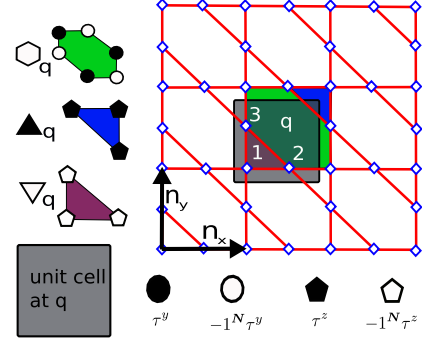 q
q
q
3
q
1
2
n_y
n_x
unit cell
at q
τ^y
-1^N τ^y
τ^z
-1^N τ^z